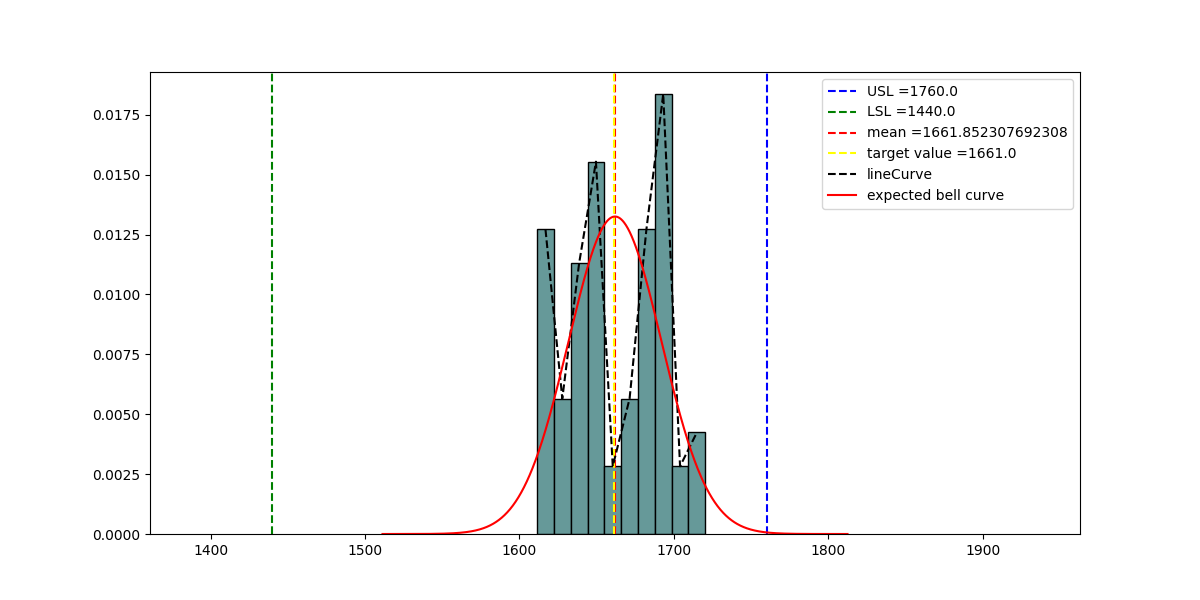 0.0175
0.0150
0.0125
0.0100
0.0075
0.0050
0.0025
0.0000
1400 1500 1600 1700 1800 1900
USL =1760.0
LSL =1440.0
mean =1661.852307692308
target value =1661.0
lineCurve
expected bell curve